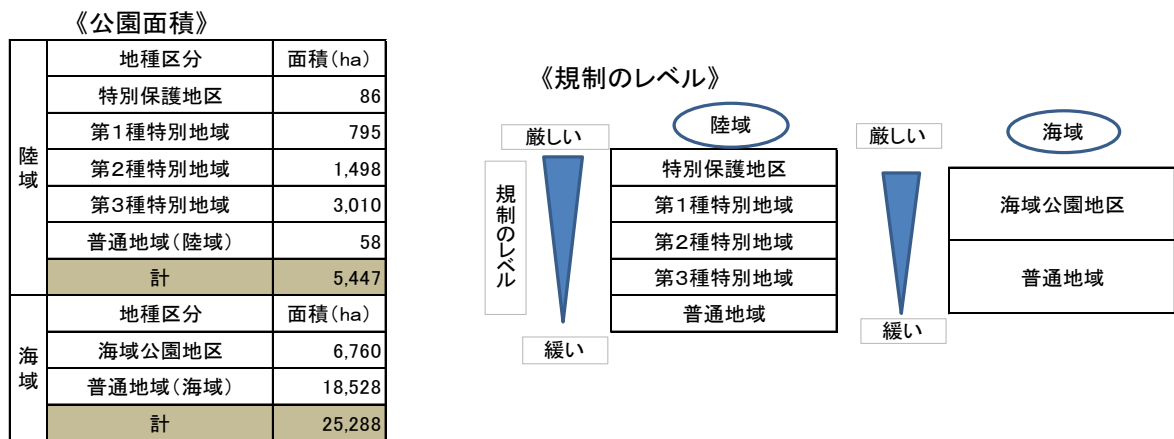 《公園面積》
陸域
地種区分 面積(ha)
特別保護地区 86
第1種特別地域 795
第2種特別地域 1,498
第3種特別地域 3,010
普通地域(陸域) 58
計 5,447
海域
地種区分 面積(ha)
海域公園地区 6,760
普通地域(海域) 18,528
計 25,288
《規制のレベル》
厳しい
規制のレベル
緩い
陸域
特別保護地区
第1種特別地域
第2種特別地域
第3種特別地域
普通地域
厳しい
緩い
海域
海域公園地区
普通地域